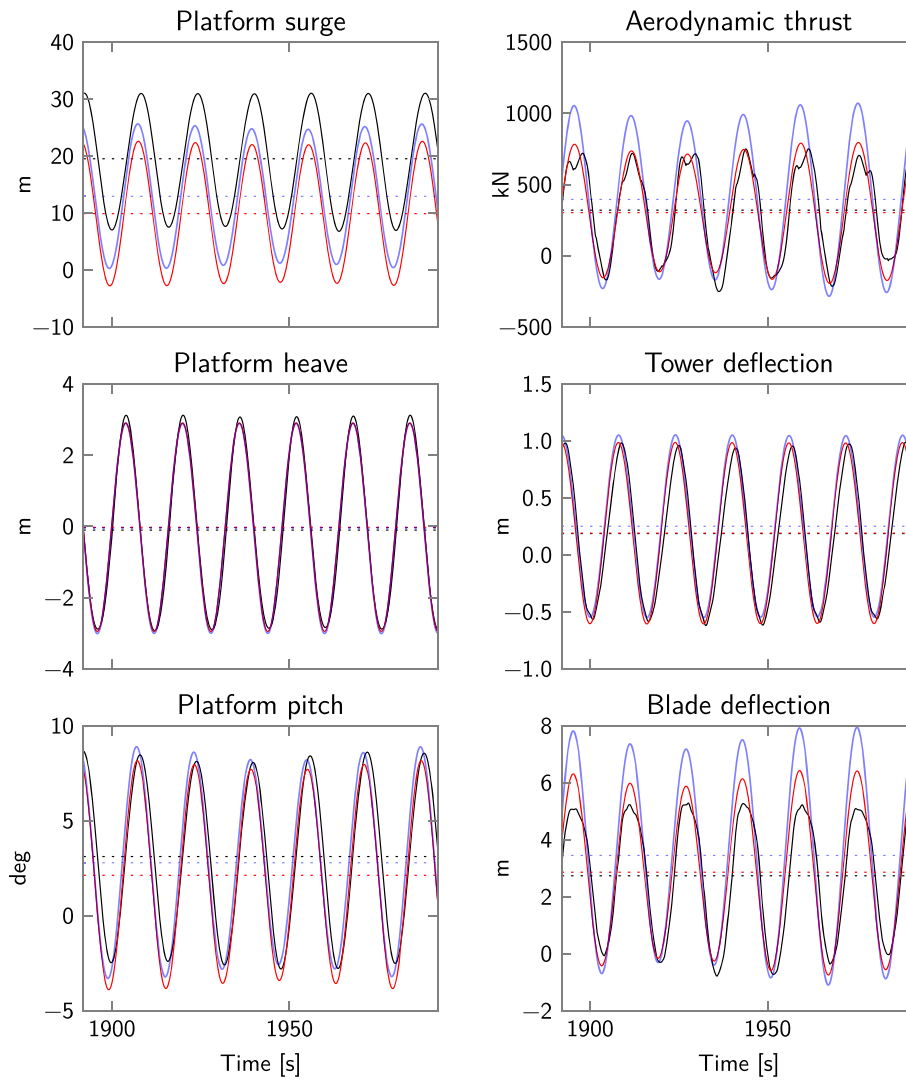 Platform surge
40
30
20
10
0
−10
m
Aerodynamic thrust
1500
1000
500
0
−500
kN
Platform heave
4
2
0
−2
−4
m
Tower deflection
1.5
1.0
0.5
0.0
−0.5
−1.0
m
Platform pitch
10
5
0
−5
deg
1900 1950
Time [s]
Blade deflection
8
6
4
2
0
−2
m
1900 1950
Time [s]